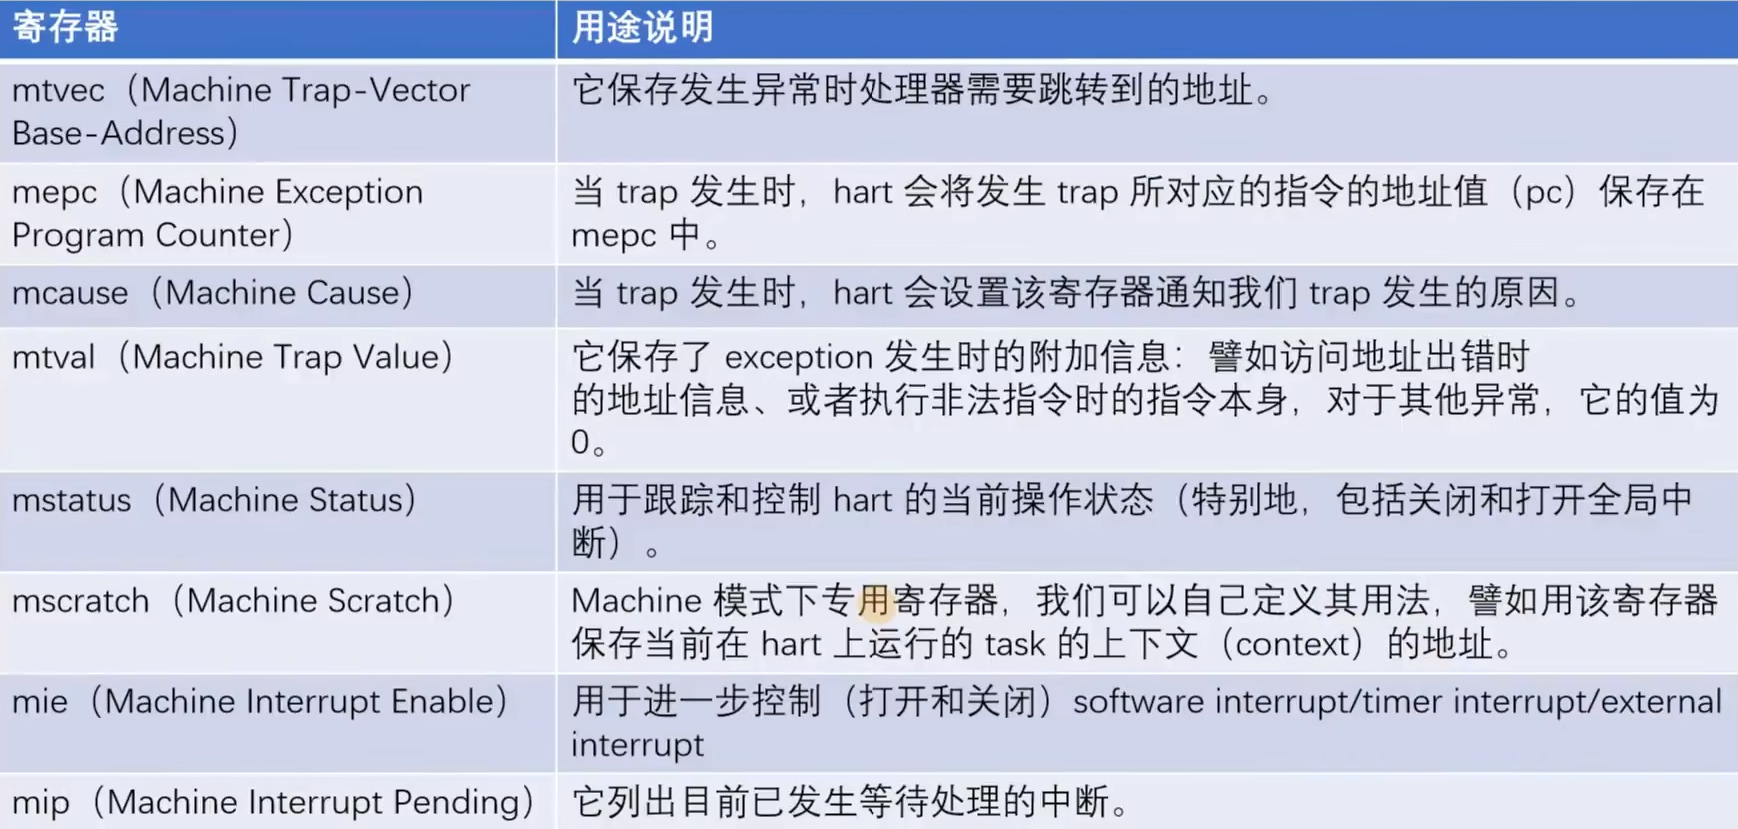 寄存器
用途说明
mtvec（Machine Trap-Vector
Base-Address）
它保存发生异常时处理器需要跳转到的地址。
mepc（Machine Exception
Program Counter）
当 trap 发生时，hart 会将发生 trap 所对应的指令的地址值（pc）保存在
mepc 中。
mcause（Machine Cause）
当 trap 发生时，hart 会设置该寄存器通知我们 trap 发生的原因。
mtval（Machine Trap Value）
它保存了 exception 发生时的附加信息：譬如访问地址出错时
的地址信息、或者执行非法指令时的指令本身，对于其他异常，它的值为
0。
mstatus（Machine Status）
用于跟踪和控制 hart 的当前操作状态（特别地，包括关闭和打开全局中
断）。
mscratch（Machine Scratch）
Machine 模式下专用寄存器，我们可以自己定义其用法，譬如用该寄存器
保存当前在 hart 上运行的 task 的上下文（context）的地址。
mie（Machine Interrupt Enable）
用于进一步控制（打开和关闭）software interrupt/timer interrupt/external
interrupt
mip（Machine Interrupt Pending）
它列出目前已发生等待处理的中断。